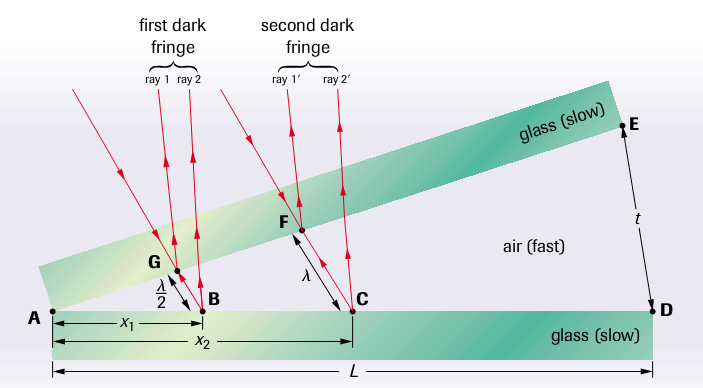 first dark
fringe
second dark
fringe
ray 1 ray 2
ray 1′ ray 2′
glass (slow)
E
F
t
G
air (fast)
λ/2
λ
B
C
A
D
x₁
x₂
glass (slow)
L